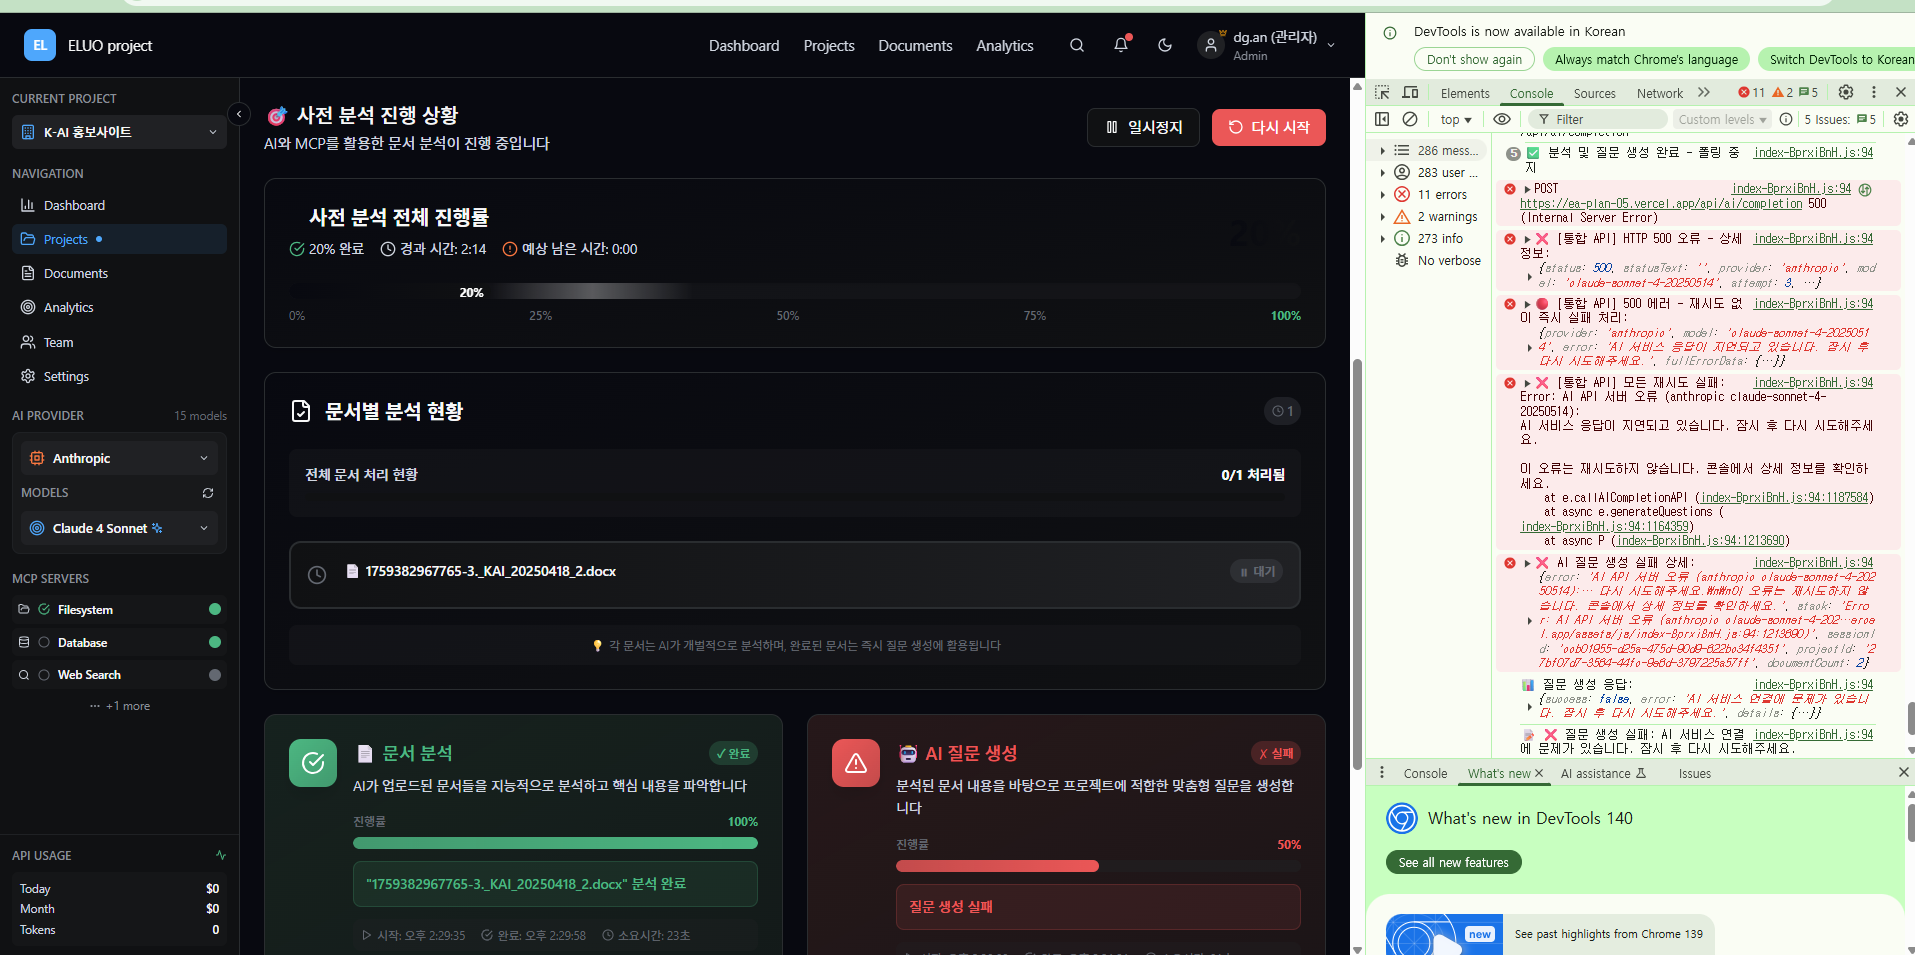 EL ELUO project
Dashboard Projects Documents Analytics
dg.an (관리자)
Admin
CURRENT PROJECT
K-AI 홍보사이트
NAVIGATION
Dashboard
Projects
Documents
Analytics
Team
Settings
AI PROVIDER 15 models
Anthropic
MODELS
Claude 4 Sonnet
MCP SERVERS
Filesystem
Database
Web Search
··· +1 more
API USAGE
Today $0
Month $0
Tokens 0
사전 분석 진행 상황
AI와 MCP를 활용한 문서 분석이 진행 중입니다
일시정지
다시 시작
사전 분석 전체 진행률
20% 완료 경과 시간: 2:14 예상 남은 시간: 0:00
20%
0% 25% 50% 75% 100%
문서별 분석 현황
1
전체 문서 처리 현황 0/1 처리됨
1759382967765-3._KAI_20250418_2.docx
대기
각 문서는 AI가 개별적으로 분석하며, 완료된 문서는 즉시 질문 생성에 활용됩니다
문서 분석
✓ 완료
AI가 업로드된 문서들을 지능적으로 분석하고 핵심 내용을 파악합니다
진행률 100%
"1759382967765-3._KAI_20250418_2.docx" 분석 완료
시작: 오후 2:29:35 완료: 오후 2:29:58 소요시간: 23초
AI 질문 생성
✗ 실패
분석된 문서 내용을 바탕으로 프로젝트에 적합한 맞춤형 질문을 생성합
니다
진행률 50%
질문 생성 실패
DevTools is now available in Korean
Don't show again Always match Chrome's language Switch DevTools to Korean
Elements Console Sources Network 11 2 5
top Filter Custom levels 5 Issues: 5
286 mess...
283 user ...
11 errors
2 warnings
273 info
No verbose
/api/ai/completion
5 분석 및 질문 생성 완료 - 폴링 중 index-BprxiBnH.js:94
지
POST index-BprxiBnH.js:94
https://ea-plan-05.vercel.app/api/ai/completion 500
(Internal Server Error)
[통합 API] HTTP 500 오류 - 상세 index-BprxiBnH.js:94
정보:
{status: 500, statusText: '', provider: 'anthropic', mod
el: 'claude-sonnet-4-20250514', attempt: 3, …}
[통합 API] 500 에러 - 재시도 없 index-BprxiBnH.js:94
이 즉시 실패 처리:
{provider: 'anthropic', model: 'claude-sonnet-4-2025051
4', error: 'AI 서비스 응답이 지연되고 있습니다. 잠시 후
다시 시도해주세요.', fullErrorData: {…}}
[통합 API] 모든 재시도 실패: index-BprxiBnH.js:94
Error: AI API 서버 오류 (anthropic claude-sonnet-4-
20250514):
AI 서비스 응답이 지연되고 있습니다. 잠시 후 다시 시도해주세
요.
이 오류는 재시도하지 않습니다. 콘솔에서 상세 정보를 확인하
세요.
at e.callAICompletionAPI (index-BprxiBnH.js:94:1187584)
at async e.generateQuestions (
index-BprxiBnH.js:94:1164359)
at async P (index-BprxiBnH.js:94:1213690)
AI 질문 생성 실패 상세: index-BprxiBnH.js:94
{error: 'AI API 서버 오류 (anthropic claude-sonnet-4-202
50514):… 다시 시도해주세요.\n\n이 오류는 재시도하지 않
습니다. 콘솔에서 상세 정보를 확인하세요.', stack: 'Erro
r: AI API 서버 오류 (anthropic claude-sonnet-4-202…erce
l.app/assets/js/index-BprxiBnH.js:94:1213690)', sessionI
d: 'ccb01955-d25a-475d-90d9-622bc34f4351', projectId: '2
7bf07d7-3564-44fc-9e6d-3797225a57ff', documentCount: 2}
질문 생성 응답: index-BprxiBnH.js:94
{success: false, error: 'AI 서비스 연결에 문제가 있습니
다. 잠시 후 다시 시도해주세요.', details: {…}}
질문 생성 실패: AI 서비스 연결 index-BprxiBnH.js:94
에 문제가 있습니다. 잠시 후 다시 시도해주세요.
Console What's new AI assistance Issues
What's new in DevTools 140
See all new features
new
See past highlights from Chrome 139